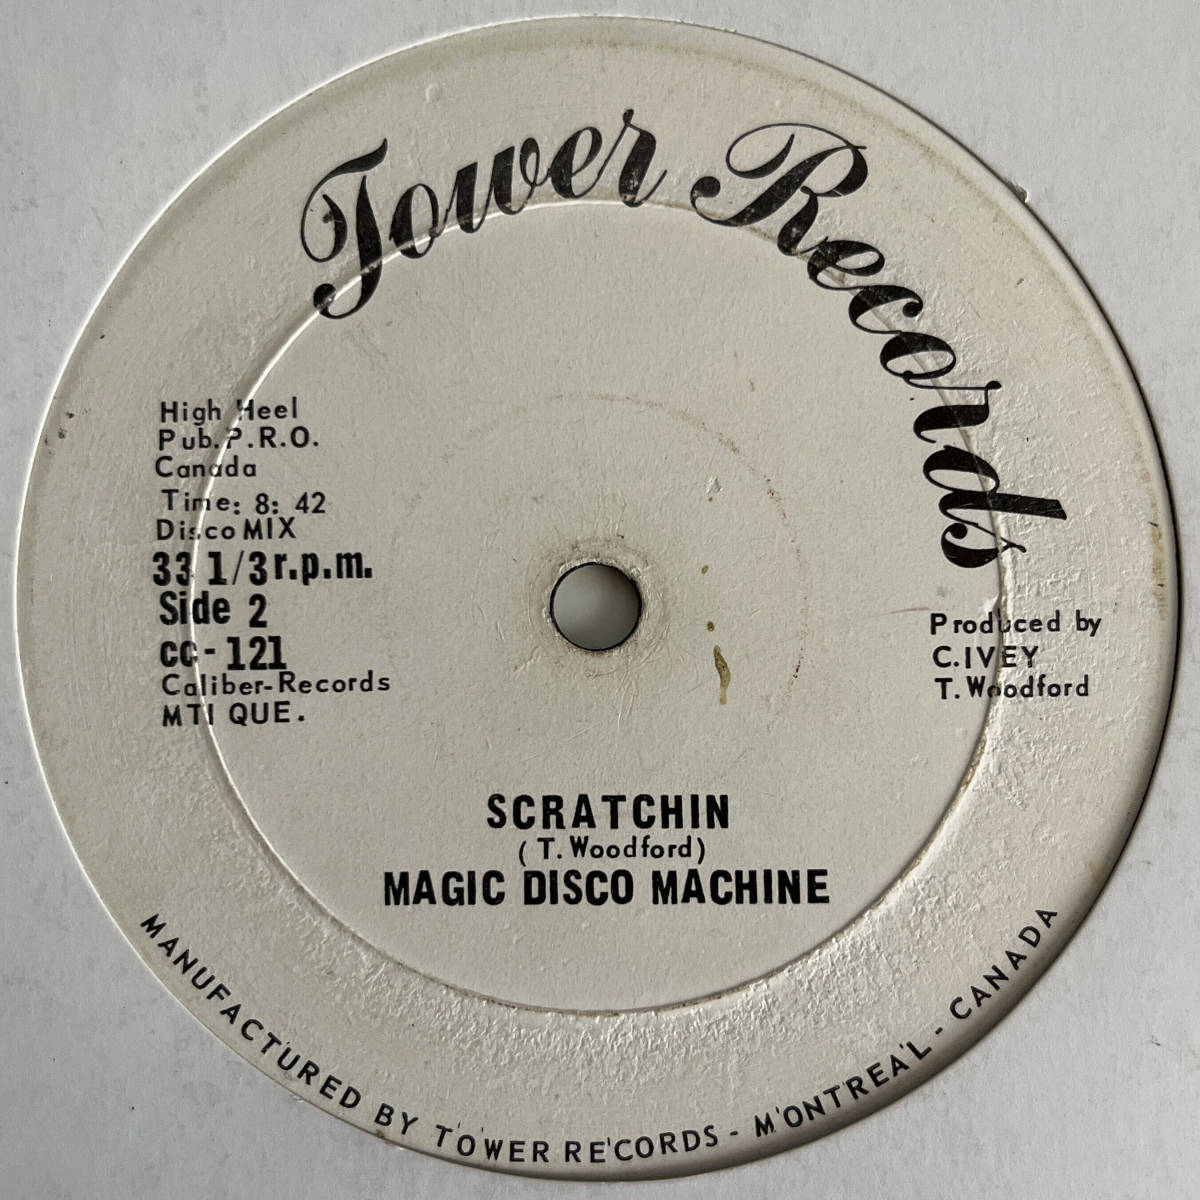 Tower Records
High Heel
Pub.P.R.O.
Canada
Time: 8: 42
Disco MIX
33 1/3 r.p.m.
Side 2
cc-121
Caliber-Records
MTl QUE.
Produced by
C.IVEY
T. Woodford
SCRATCHIN
( T. Woodford)
MAGIC DISCO MACHINE
MANUFACTURED BY TOWER RECORDS - MONTREAL - CANADA